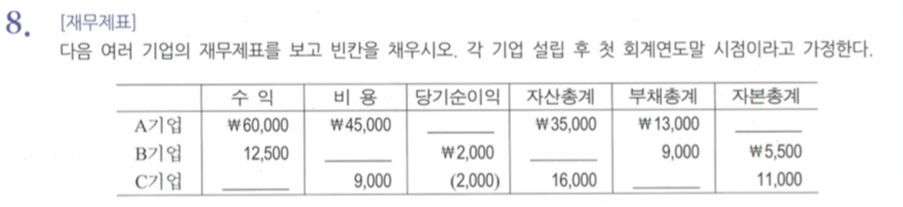 8. [재무제표]
다음 여러 기업의 재무제표를 보고 빈칸을 채우시오. 각 기업 설립 후 첫 회계연도말 시점이라고 가정한다.
수 익 비 용 당기순이익 자산총계 부채총계 자본총계
A기업 ₩60,000 ₩45,000 ______ ₩35,000 ₩13,000 ______
B기업 12,500 ______ ₩2,000 ______ 9,000 ₩5,500
C기업 ______ 9,000 (2,000) 16,000 ______ 11,000